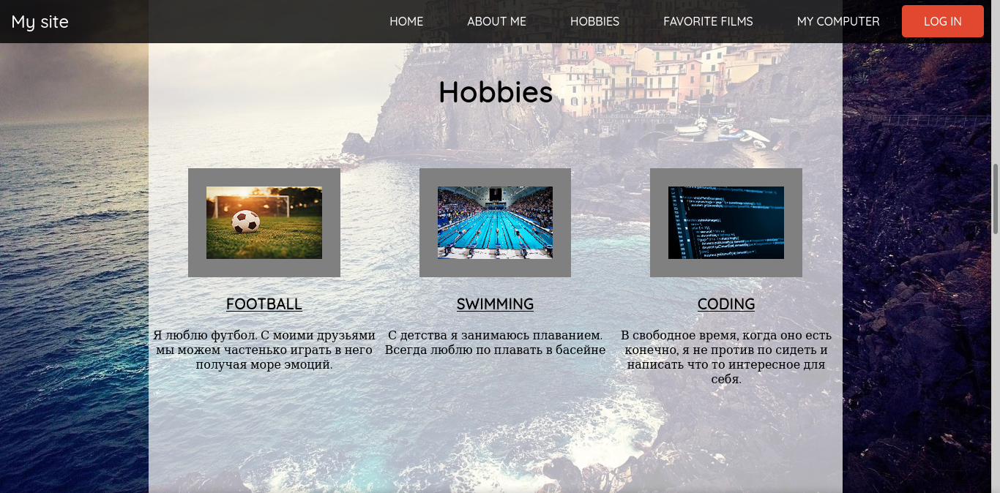 My site
HOME
ABOUT ME
HOBBIES
FAVORITE FILMS
MY COMPUTER
LOG IN
Hobbies
FOOTBALL
Я люблю футбол. С моими друзьями
мы можем частенько играть в него
получая море эмоций.
SWIMMING
С детства я занимаюсь плаванием.
Всегда люблю по плавать в басейне
CODING
В свободное время, когда оно есть
конечно, я не против по сидеть и
написать что то интересное для
себя.